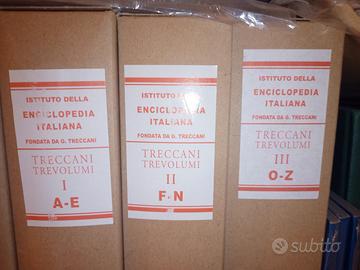 ISTITUTO DELLA
ENCICLOPEDIA
ITALIANA
FONDATA DA G. TRECCANI
TRECCANI
TREVOLUMI
I
A-E
ISTITUTO DELLA
ENCICLOPEDIA
ITALIANA
FONDATA DA G. TRECCANI
TRECCANI
TREVOLUMI
II
F-N
ISTITUTO DELLA
ENCICLOPEDIA
ITALIANA
FONDATA DA G. TRECCANI
TRECCANI
TREVOLUMI
III
O-Z
subito